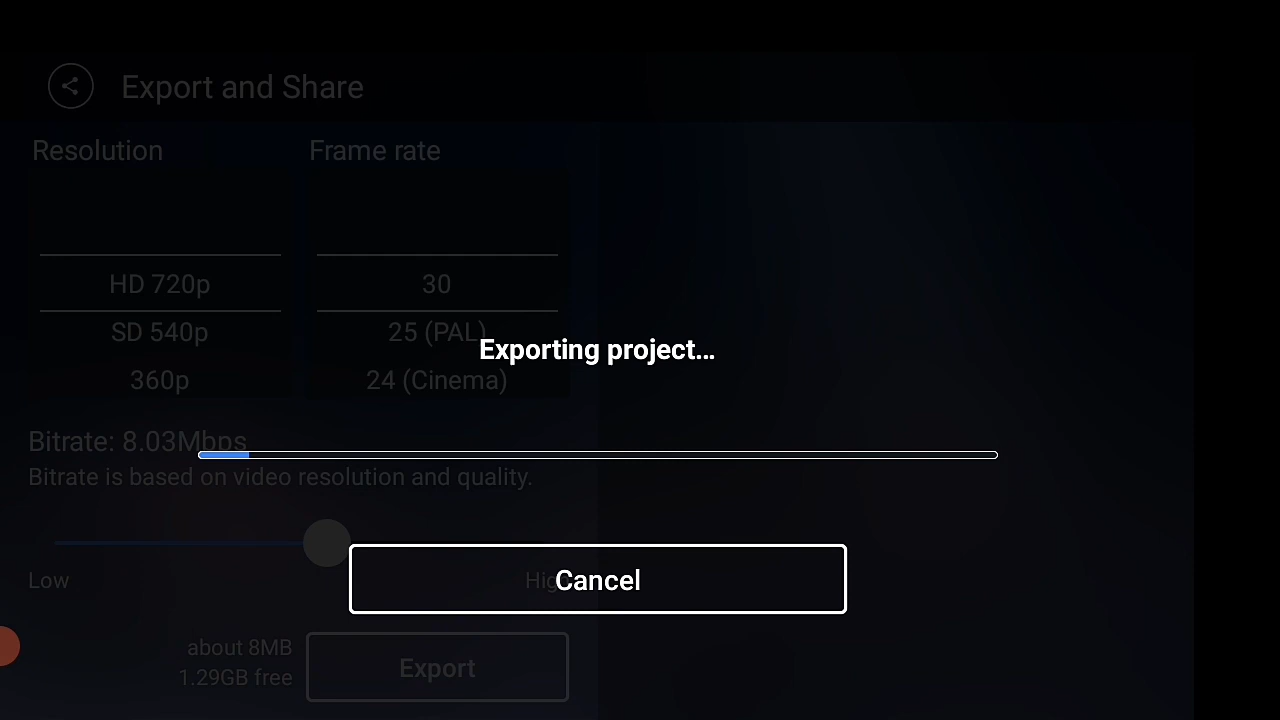 Export and Share
Resolution
Frame rate
HD 720p
30
SD 540p
25 (PAL)
Exporting project...
360p
24 (Cinema)
Bitrate: 8.03Mbps
Bitrate is based on video resolution and quality.
Low
High
Cancel
about 8MB
1.29GB free
Export